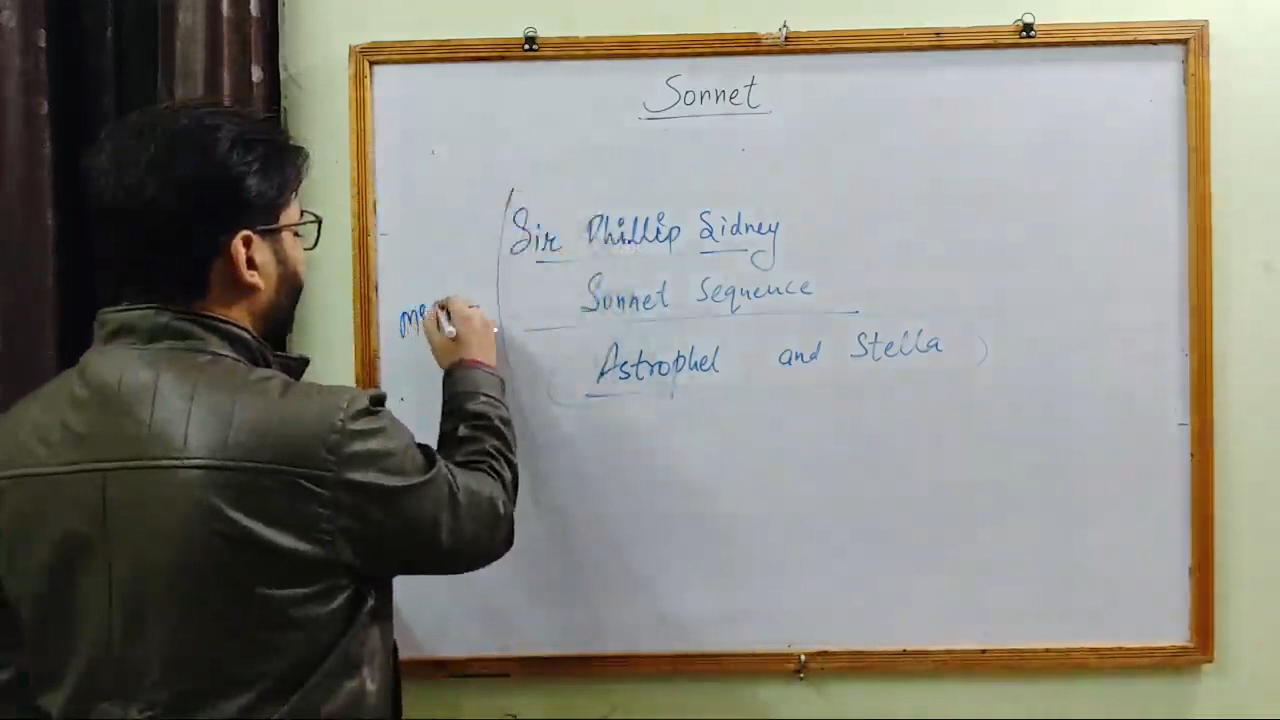 Sonnet
Sir Phillip Sidney
Sonnet Sequence
Astrophel and Stella